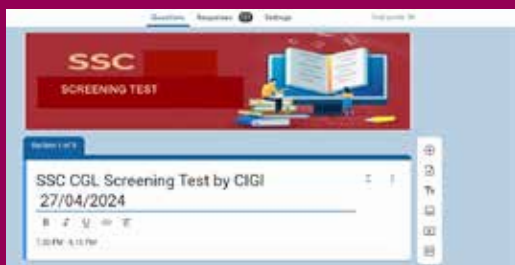 Questions Responses Settings
SSC
SCREENING TEST
SSC CGL Screening Test by CIGI
27/04/2024
B I U